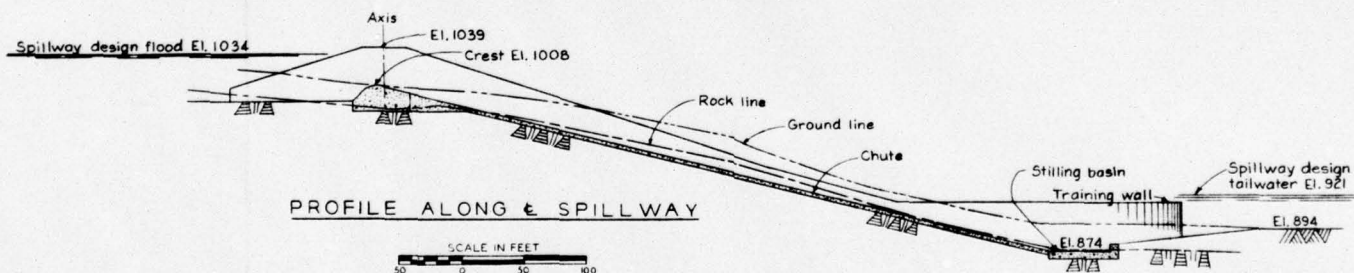 Axis
El. 1039
Spillway design flood El. 1034
Crest El. 1008
Rock line
Ground line
Chute
Stilling basin
Spillway design
tailwater El. 921
Training wall
El. 894
El. 874
PROFILE ALONG ℄ SPILLWAY
SCALE IN FEET
50 0 50 100